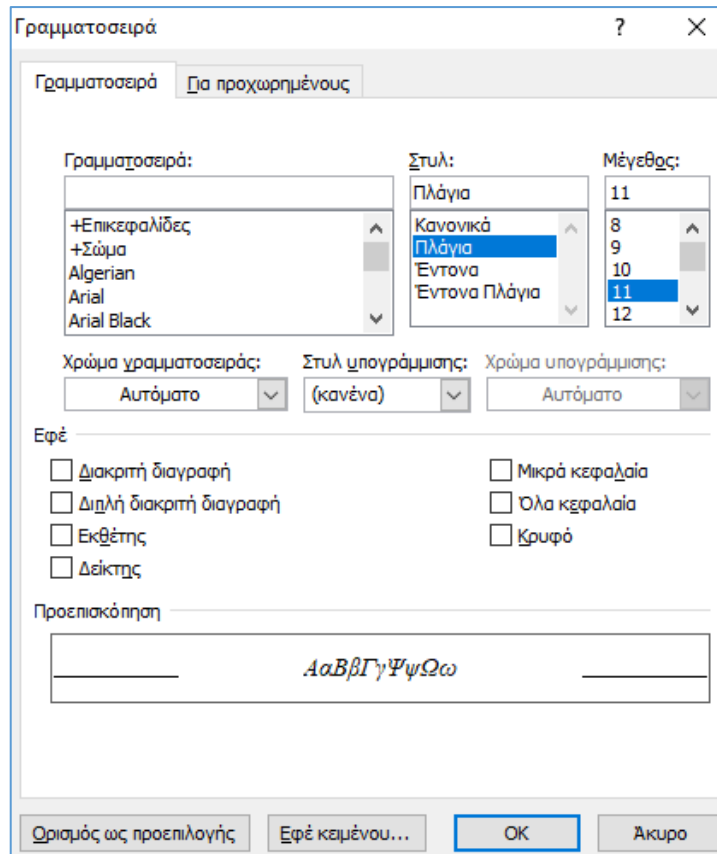 Γραμματοσειρά ? ✕
Γραμματοσειρά Για προχωρημένους
Γραμματοσειρά: Στυλ: Μέγεθος:
Πλάγια 11
+Επικεφαλίδες Κανονικά 8
+Σώμα Πλάγια 9
Algerian Έντονα 10
Arial Έντονα Πλάγια 11
Arial Black 12
Χρώμα γραμματοσειράς: Στυλ υπογράμμισης: Χρώμα υπογράμμισης:
Αυτόματο (κανένα) Αυτόματο
Εφέ
Διακριτή διαγραφή Μικρά κεφαλαία
Διπλή διακριτή διαγραφή Όλα κεφαλαία
Εκθέτης Κρυφό
Δείκτης
Προεπισκόπηση
ΑαΒβΓγΨψΩω
Ορισμός ως προεπιλογής Εφέ κειμένου... OK Άκυρο